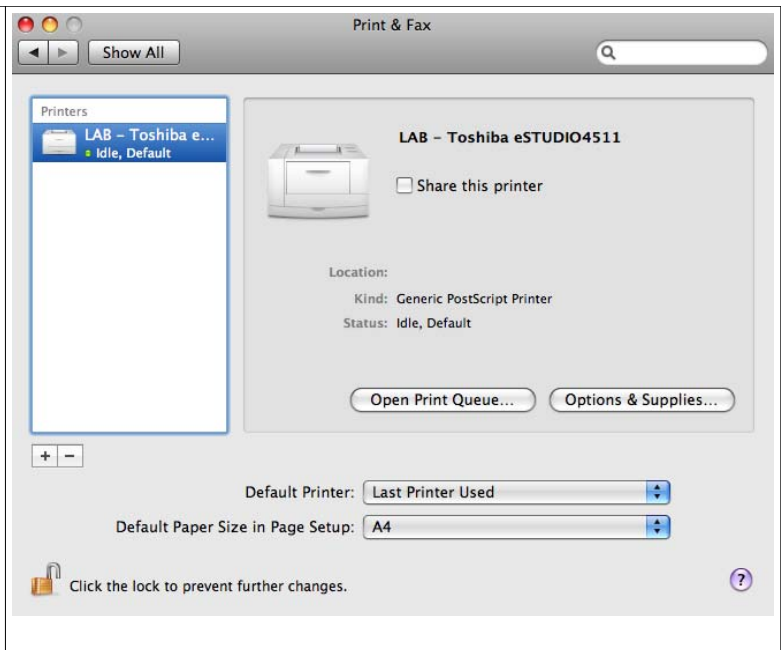 Print & Fax
Show All
Printers
LAB – Toshiba e...
Idle, Default
LAB – Toshiba eSTUDIO4511
Share this printer
Location:
Kind: Generic PostScript Printer
Status: Idle, Default
Open Print Queue... Options & Supplies...
+ −
Default Printer: Last Printer Used
Default Paper Size in Page Setup: A4
Click the lock to prevent further changes. ?